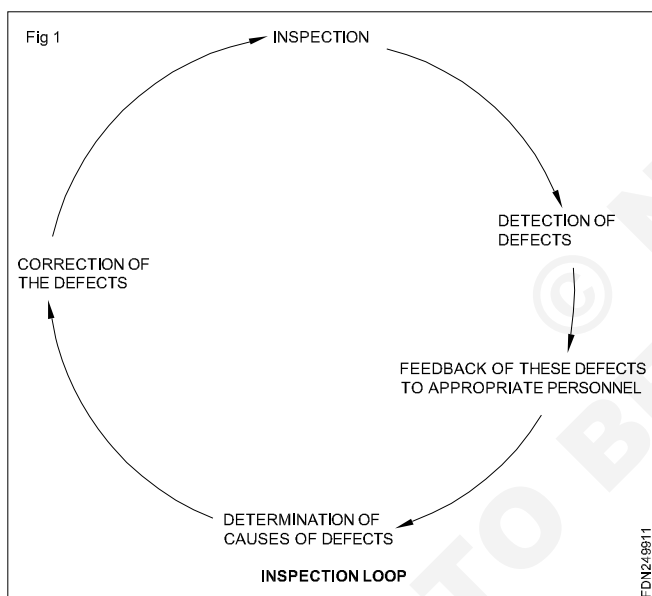 Fig 1
INSPECTION
DETECTION OF
DEFECTS
FEEDBACK OF THESE DEFECTS
TO APPROPRIATE PERSONNEL
DETERMINATION OF
CAUSES OF DEFECTS
CORRECTION OF
THE DEFECTS
INSPECTION LOOP
FDN249911
©
TO B